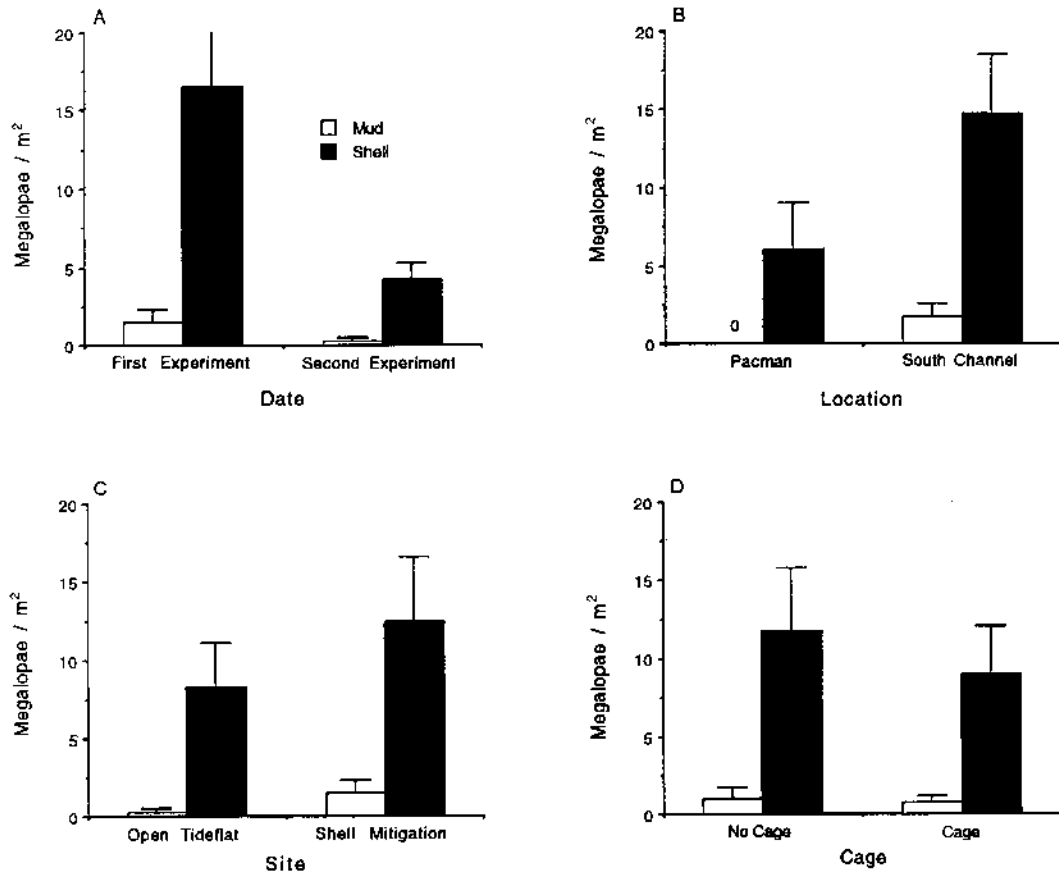 A
20
15
10
5
0
Megalopae / m²
Mud
Shell
First Experiment
Second Experiment
Date
B
20
15
10
5
0
Megalopae / m²
0
Pacman
South Channel
Location
C
20
15
10
5
0
Megalopae / m²
Open Tideflat
Shell Mitigation
Site
D
20
15
10
5
0
Megalopae / m²
No Cage
Cage
Cage